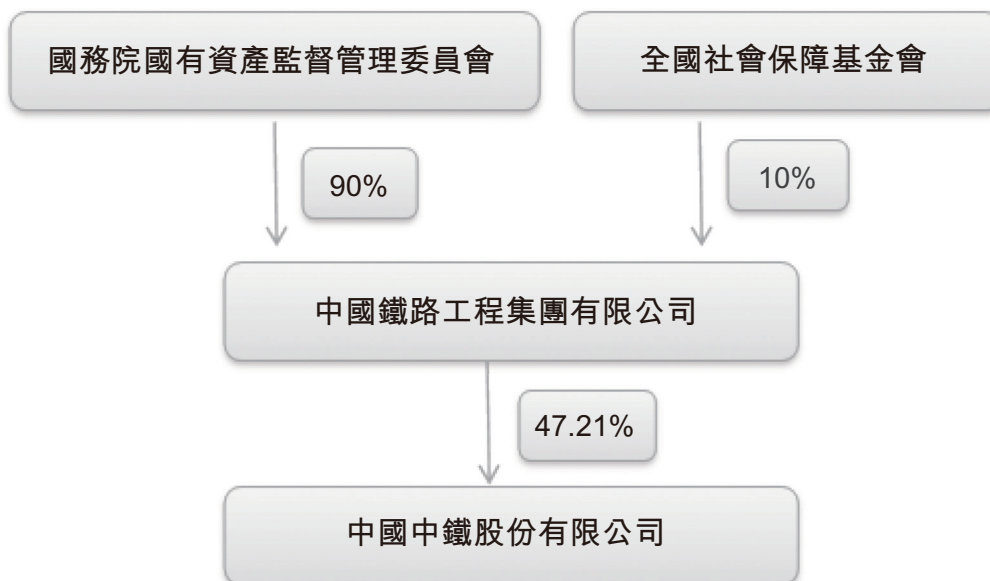 國務院國有資產監督管理委員會
全國社會保障基金會
90%
10%
中國鐵路工程集團有限公司
47.21%
中國中鐵股份有限公司